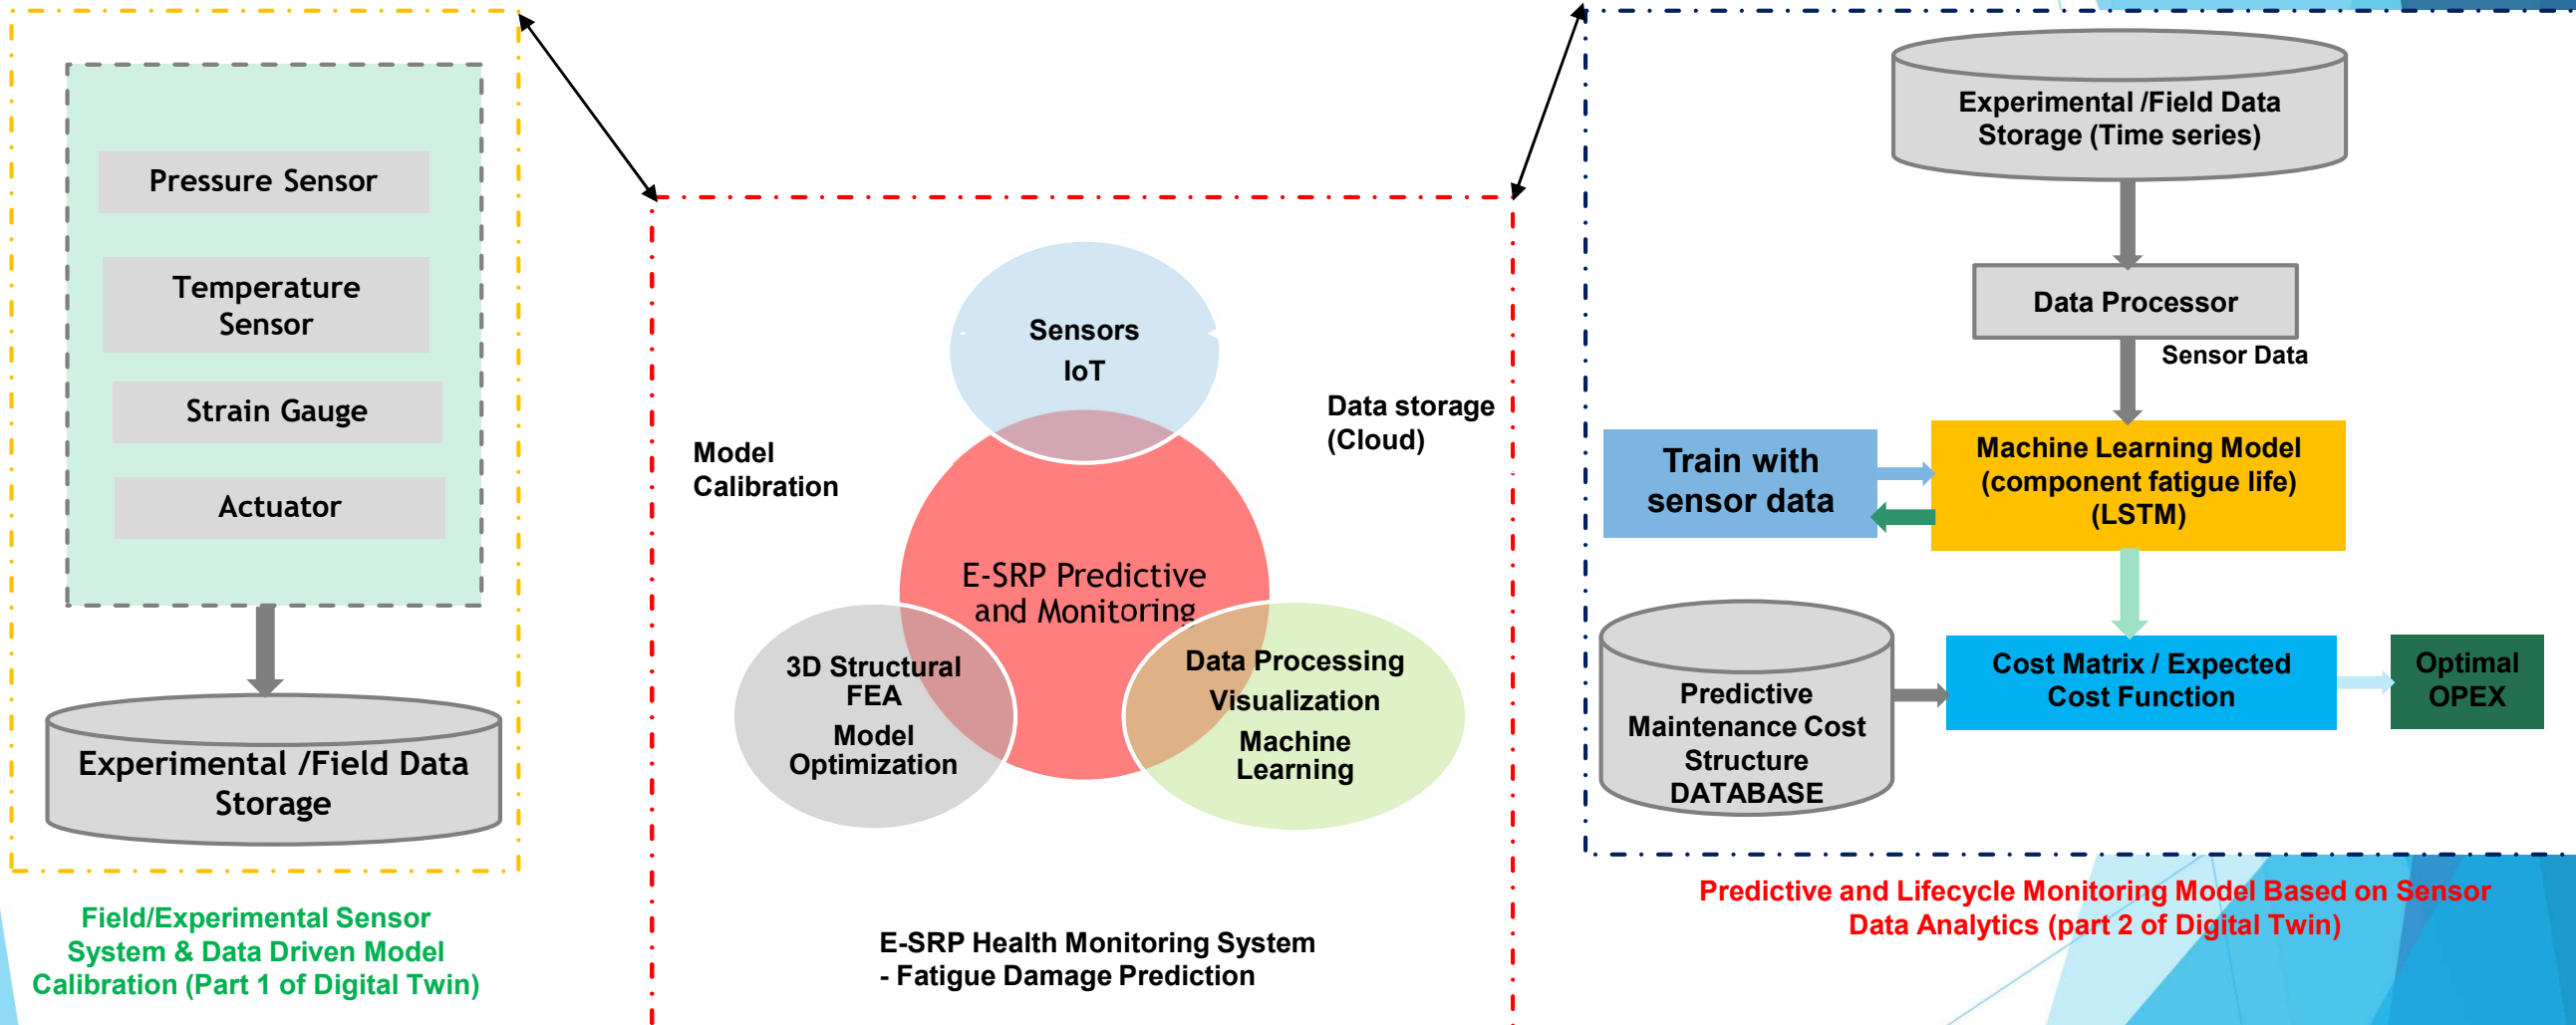 Pressure Sensor
Temperature
Sensor
Strain Gauge
Actuator
Experimental /Field Data
Storage
Field/Experimental Sensor
System & Data Driven Model
Calibration (Part 1 of Digital Twin)
Sensors
IoT
Model
Calibration
Data storage
(Cloud)
E-SRP Predictive
and Monitoring
3D Structural
FEA
Model
Optimization
Data Processing
Visualization
Machine
Learning
E-SRP Health Monitoring System
- Fatigue Damage Prediction
Experimental /Field Data
Storage (Time series)
Data Processor
Sensor Data
Train with
sensor data
Machine Learning Model
(component fatigue life)
(LSTM)
Predictive
Maintenance Cost
Structure
DATABASE
Cost Matrix / Expected
Cost Function
Optimal
OPEX
Predictive and Lifecycle Monitoring Model Based on Sensor
Data Analytics (part 2 of Digital Twin)